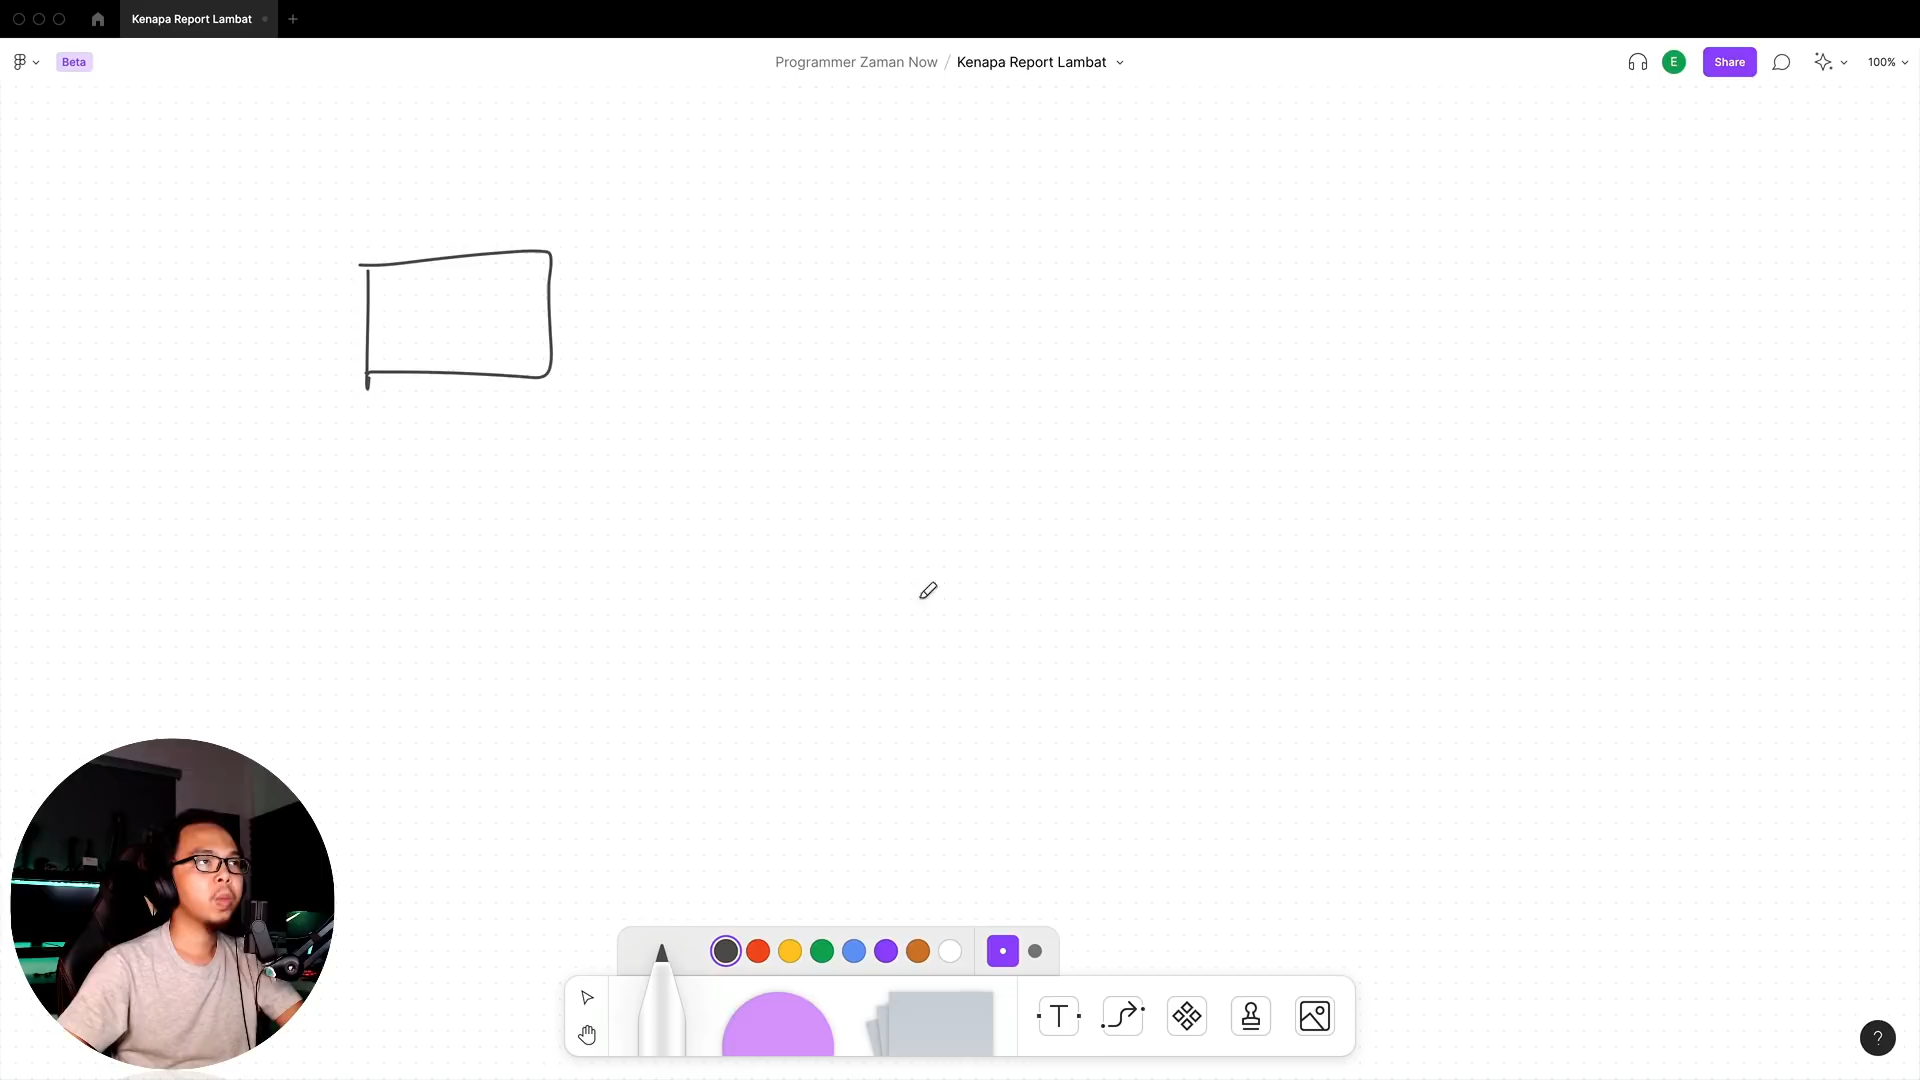 Kenapa Report Lambat
Beta
Programmer Zaman Now / Kenapa Report Lambat
E
Share
100%
T
?